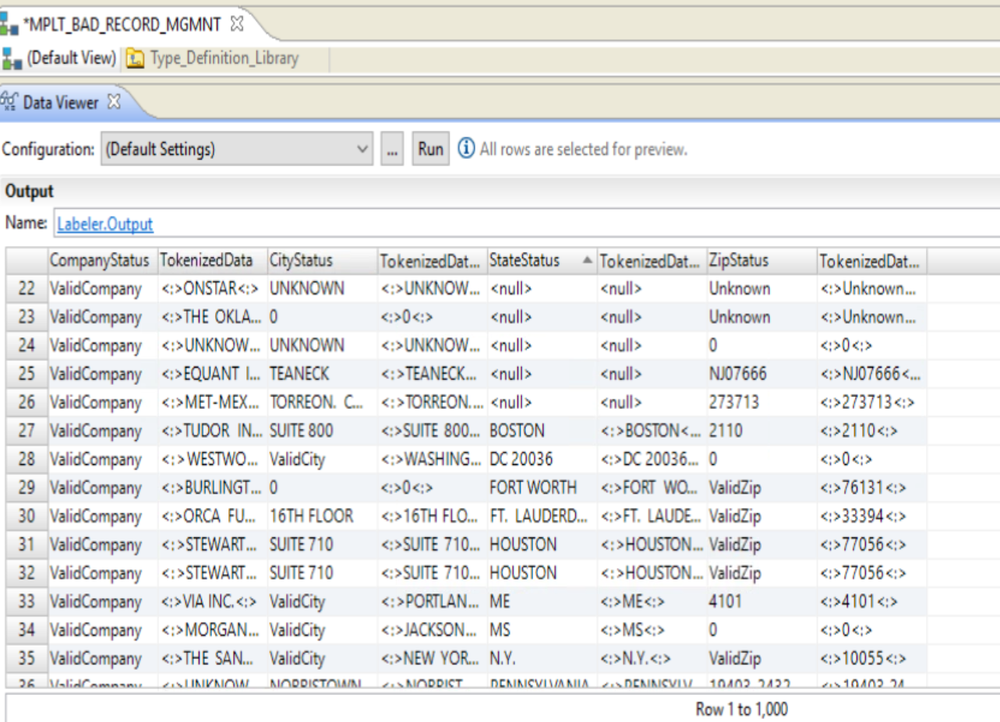 *MPLT_BAD_RECORD_MGMNT
(Default View) Type_Definition_Library
Data Viewer
Configuration: (Default Settings) ... Run All rows are selected for preview.
Output
Name: Labeler.Output
CompanyStatus TokenizedData CityStatus TokenizedDat... StateStatus TokenizedDat... ZipStatus TokenizedDat...
22 ValidCompany <:>ONSTAR<:> UNKNOWN <:>UNKNOW... <null> <null> Unknown <:>Unknown...
23 ValidCompany <:>THE OKLA... 0 <:>0<:> <null> <null> Unknown <:>Unknown...
24 ValidCompany <:>UNKNOW... UNKNOWN <:>UNKNOW... <null> <null> 0 <:>0<:>
25 ValidCompany <:>EQUANT I... TEANECK <:>TEANECK... <null> <null> NJ07666 <:>NJ07666<...
26 ValidCompany <:>MET-MEX... TORREON. C... <:>TORREON.... <null> <null> 273713 <:>273713<:>
27 ValidCompany <:>TUDOR IN... SUITE 800 <:>SUITE 800... BOSTON <:>BOSTON<... 2110 <:>2110<:>
28 ValidCompany <:>WESTWO... ValidCity <:>WASHING... DC 20036 <:>DC 20036... 0 <:>0<:>
29 ValidCompany <:>BURLINGT... 0 <:>0<:> FORT WORTH <:>FORT WO... ValidZip <:>76131<:>
30 ValidCompany <:>ORCA FU... 16TH FLOOR <:>16TH FLO... FT. LAUDERD... <:>FT. LAUDE... ValidZip <:>33394<:>
31 ValidCompany <:>STEWART... SUITE 710 <:>SUITE 710... HOUSTON <:>HOUSTON... ValidZip <:>77056<:>
32 ValidCompany <:>STEWART... SUITE 710 <:>SUITE 710... HOUSTON <:>HOUSTON... ValidZip <:>77056<:>
33 ValidCompany <:>VIA INC.<:> ValidCity <:>PORTLAN... ME <:>ME<:> 4101 <:>4101<:>
34 ValidCompany <:>MORGAN... ValidCity <:>JACKSON... MS <:>MS<:> 0 <:>0<:>
35 ValidCompany <:>THE SAN... ValidCity <:>NEW YOR... N.Y. <:>N.Y.<:> ValidZip <:>10055<:>
36 ValidCompany <:>UNKNOW... NORRISTOWN <:>NORRIST... PENNSYLVANIA <:>PENNSYLV... 19403-2432 <:>19403-24...
Row 1 to 1,000